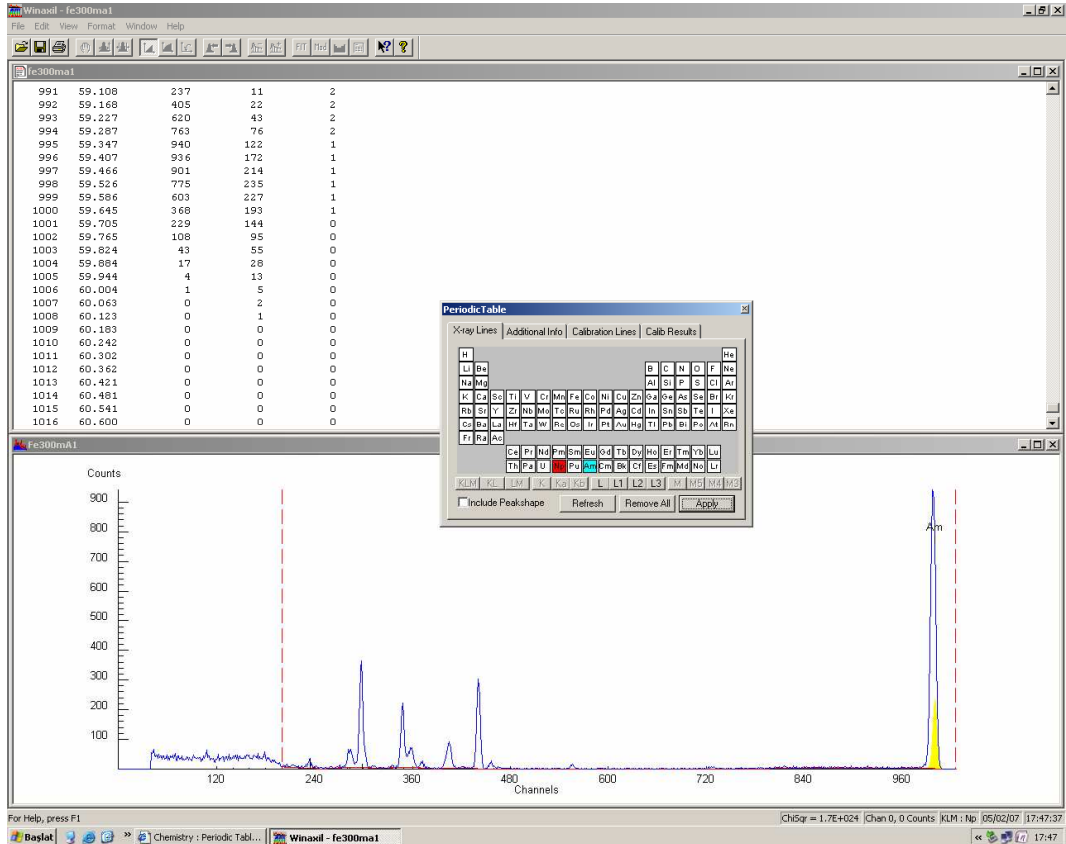 Winaxil - fe300ma1
File Edit View Format Window Help
FIT
fe300ma1
991 59.108 237 11 2
992 59.168 405 22 2
993 59.227 620 43 2
994 59.287 763 76 2
995 59.347 940 122 1
996 59.407 936 172 1
997 59.466 901 214 1
998 59.526 775 235 1
999 59.586 603 227 1
1000 59.645 368 193 1
1001 59.705 229 144 0
1002 59.765 108 95 0
1003 59.824 43 55 0
1004 59.884 17 28 0
1005 59.944 4 13 0
1006 60.004 1 5 0
1007 60.063 0 2 0
1008 60.123 0 1 0
1009 60.183 0 0 0
1010 60.242 0 0 0
1011 60.302 0 0 0
1012 60.362 0 0 0
1013 60.421 0 0 0
1014 60.481 0 0 0
1015 60.541 0 0 0
1016 60.600 0 0 0
PeriodicTable
X-ray Lines Additional Info Calibration Lines Calib Results
H He
Li Be B C N O F Ne
Na Mg Al Si P S Cl Ar
K Ca Sc Ti V Cr Mn Fe Co Ni Cu Zn Ga Ge As Se Br Kr
Rb Sr Y Zr Nb Mo Tc Ru Rh Pd Ag Cd In Sn Sb Te I Xe
Cs Ba La Hf Ta W Re Os Ir Pt Au Hg Tl Pb Bi Po At Rn
Fr Ra Ac
Ce Pr Nd Pm Sm Eu Gd Tb Dy Ho Er Tm Yb Lu
Th Pa U Np Pu Am Cm Bk Cf Es Fm Md No Lr
KLM KL LM K Ka Kb L L1 L2 L3 M M5 M4 M3
Include Peakshape Refresh Remove All Apply
Fe300mA1
Counts
900
800
700
600
500
400
300
200
100
Am
120 240 360 480 600 720 840 960
Channels
For Help, press F1 ChiSqr = 1.7E+024 Chan 0, 0 Counts KLM : Np 05/02/07 17:47:37
Başlat Chemistry : Periodic Tabl... Winaxil - fe300ma1 17:47